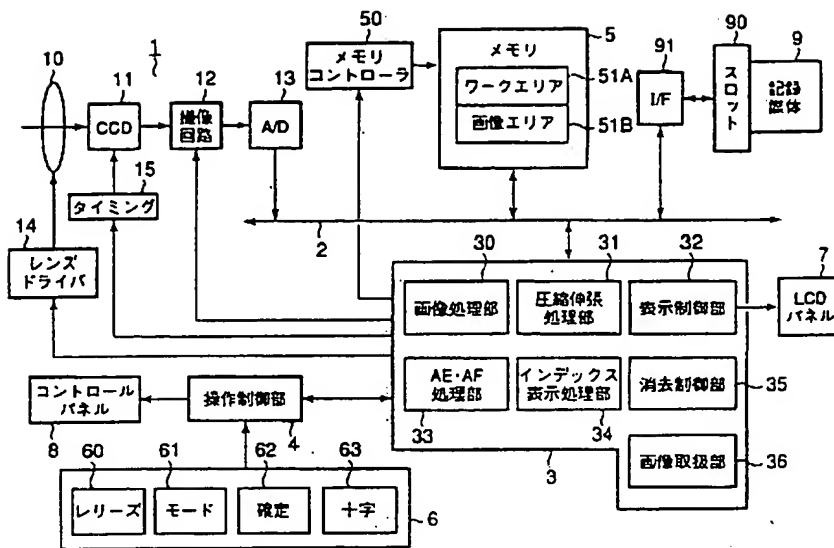 50
5
90
9
メモリ
コントローラ
メモリ
51A
ワークエリア
画像エリア
51B
91
I/F
スロット
記録
媒体
10
1
11
CCD
12
撮像
回路
13
A/D
15
タイミング
14
レンズ
ドライバ
2
30
画像処理部
31
圧縮伸張
処理部
32
表示制御部
7
LCD
パネル
AE・AF
処理部
33
インデックス
表示処理部
34
消去制御部
35
画像取扱部
36
3
コントロール
パネル
8
操作制御部
4
60
レリーズ
61
モード
62
確定
63
十字
6